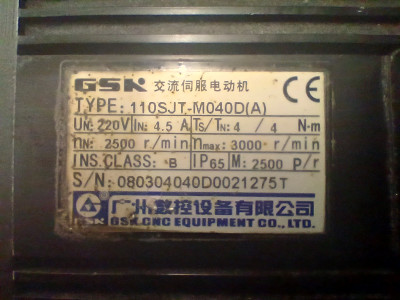 GSK 交流伺服电动机 CE
TYPE: 110SJT-M040D(A)
UN: 220V IN: 4.5 A TS/TN: 4 / 4 N·m
nN: 2500 r/min nmax: 3000 r/min
INS.CLASS: B IP65 M: 2500 p/r
S/N: 080304040D0021275T
GSK 广州数控设备有限公司
GSK CNC EQUIPMENT CO., LTD.